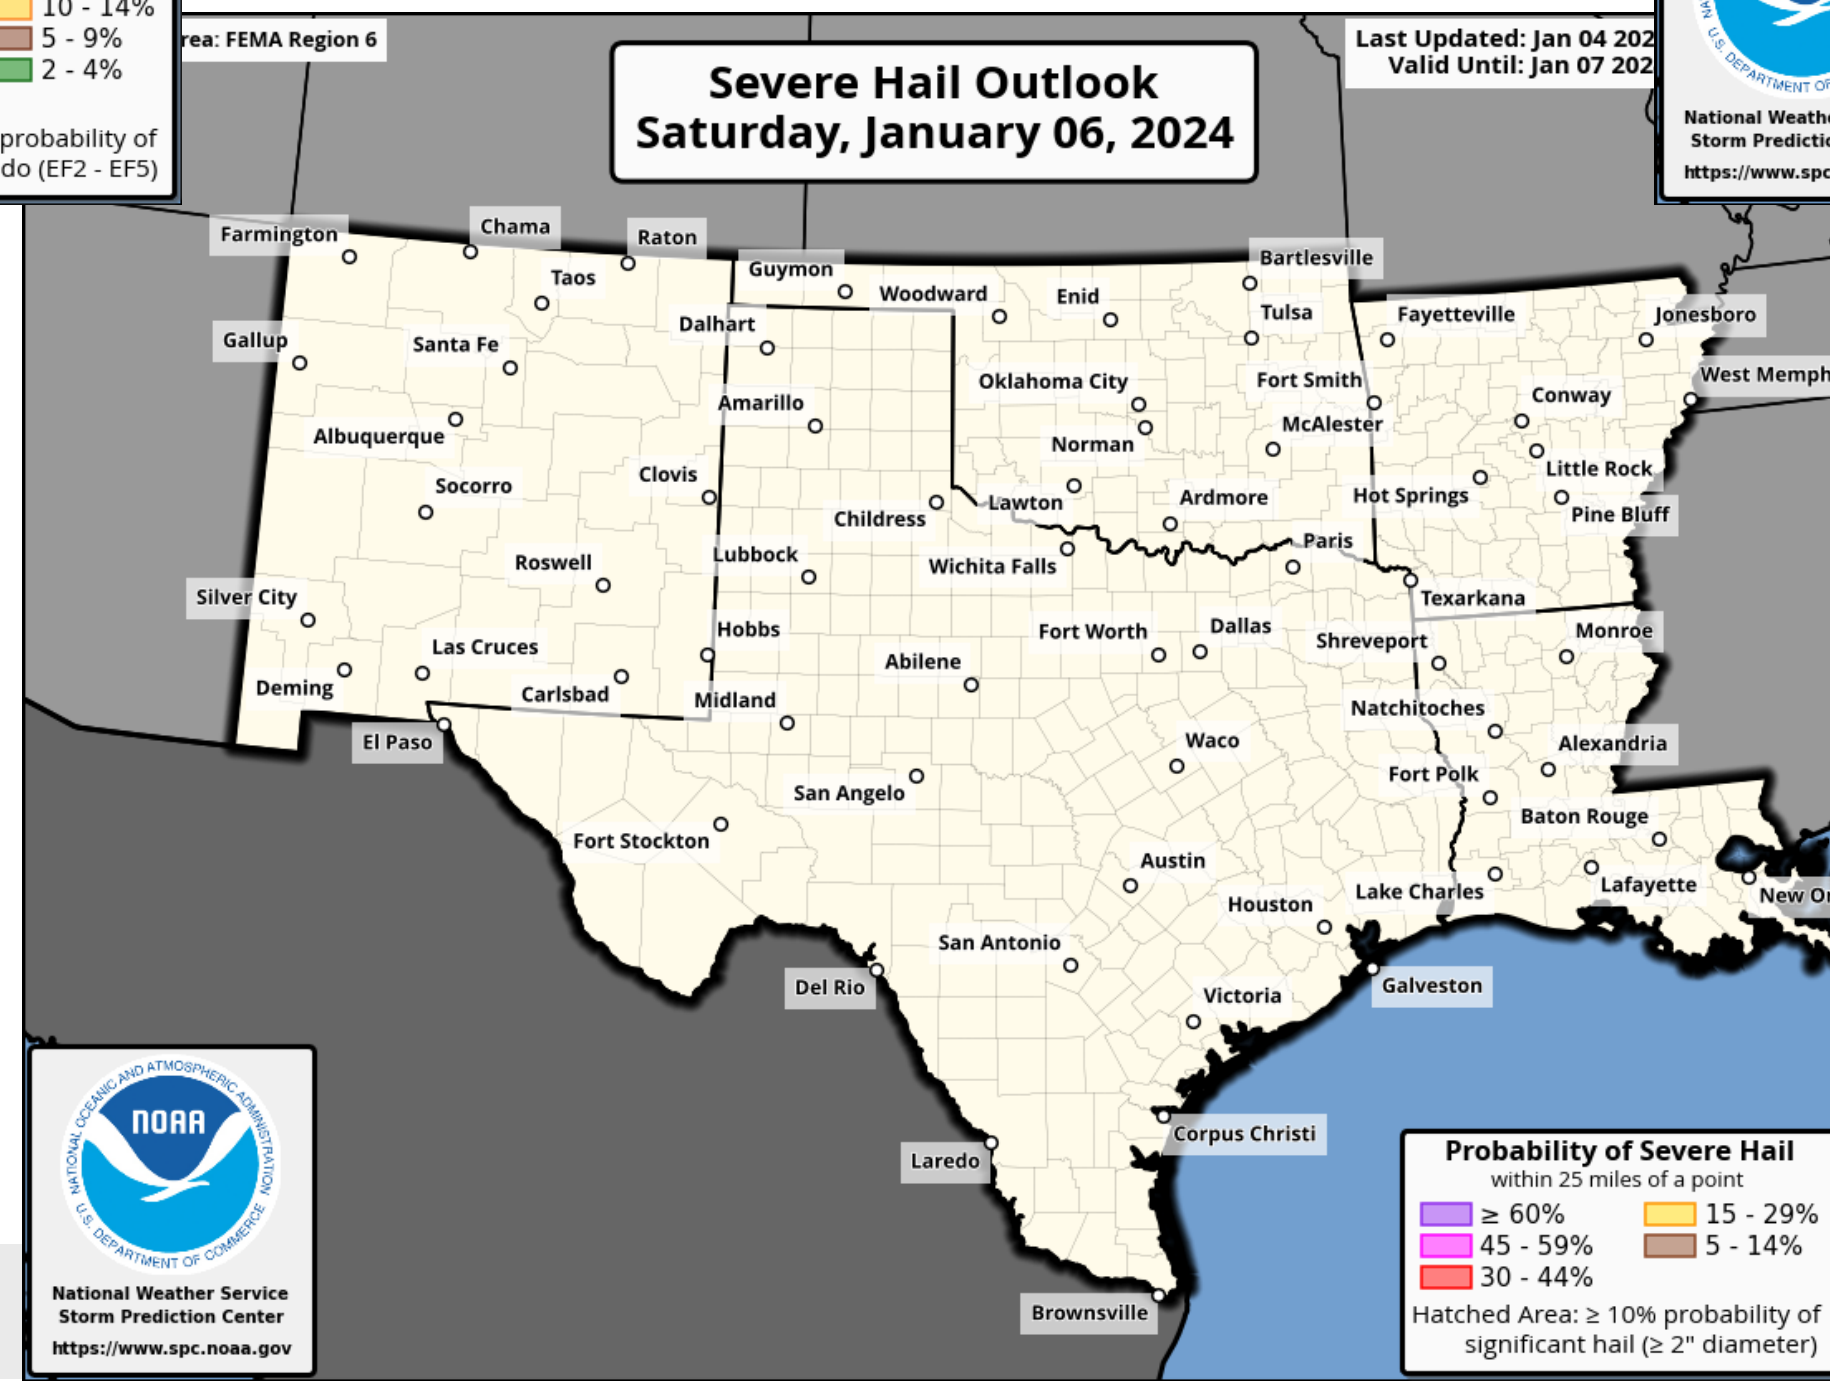 10 - 14%
5 - 9%
2 - 4%
probability of
do (EF2 - EF5)
rea: FEMA Region 6
Severe Hail Outlook
Saturday, January 06, 2024
Last Updated: Jan 04 202
Valid Until: Jan 07 202
U.S. DEPARTMENT OF
National Weathe
Storm Predictio
https://www.spc
Farmington
Chama
Raton
Taos
Guymon
Woodward
Enid
Bartlesville
Tulsa
Fayetteville
Jonesboro
Gallup
Santa Fe
Dalhart
Oklahoma City
Fort Smith
West Memph
Albuquerque
Amarillo
Norman
McAlester
Conway
Little Rock
Socorro
Clovis
Childress
Lawton
Ardmore
Hot Springs
Pine Bluff
Roswell
Lubbock
Wichita Falls
Paris
Silver City
Hobbs
Texarkana
Las Cruces
Abilene
Fort Worth
Dallas
Shreveport
Monroe
Deming
Carlsbad
Midland
Natchitoches
El Paso
San Angelo
Waco
Alexandria
Fort Polk
Fort Stockton
Baton Rouge
Austin
Houston
Lake Charles
Lafayette
New Or
San Antonio
Del Rio
Victoria
Galveston
Laredo
Corpus Christi
Brownsville
NATIONAL OCEANIC AND ATMOSPHERIC ADMINISTRATION
NOAA
U.S. DEPARTMENT OF COMMERCE
National Weather Service
Storm Prediction Center
https://www.spc.noaa.gov
Probability of Severe Hail
within 25 miles of a point
≥ 60%
15 - 29%
45 - 59%
5 - 14%
30 - 44%
Hatched Area: ≥ 10% probability of
significant hail (≥ 2" diameter)